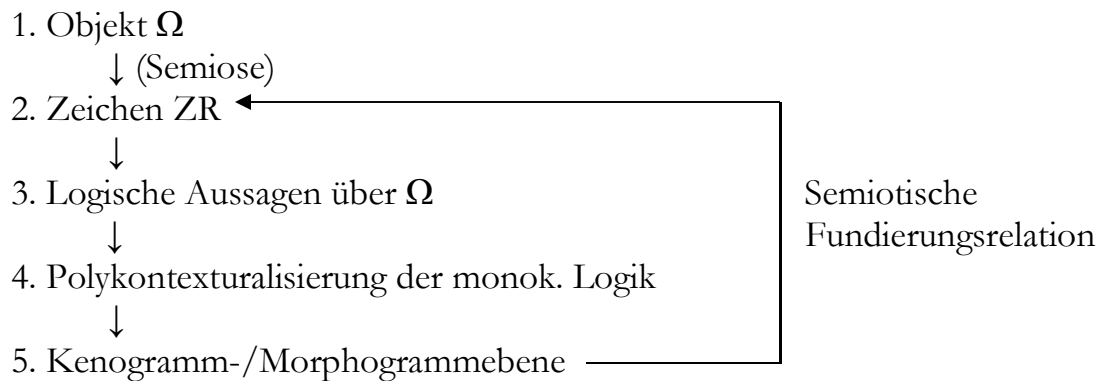 1. Objekt Ω
↓ (Semiose)
2. Zeichen ZR
↓
3. Logische Aussagen über Ω
↓
4. Polykontexturalisierung der monok. Logik
↓
5. Kenogramm-/Morphogrammebene
Semiotische
Fundierungsrelation